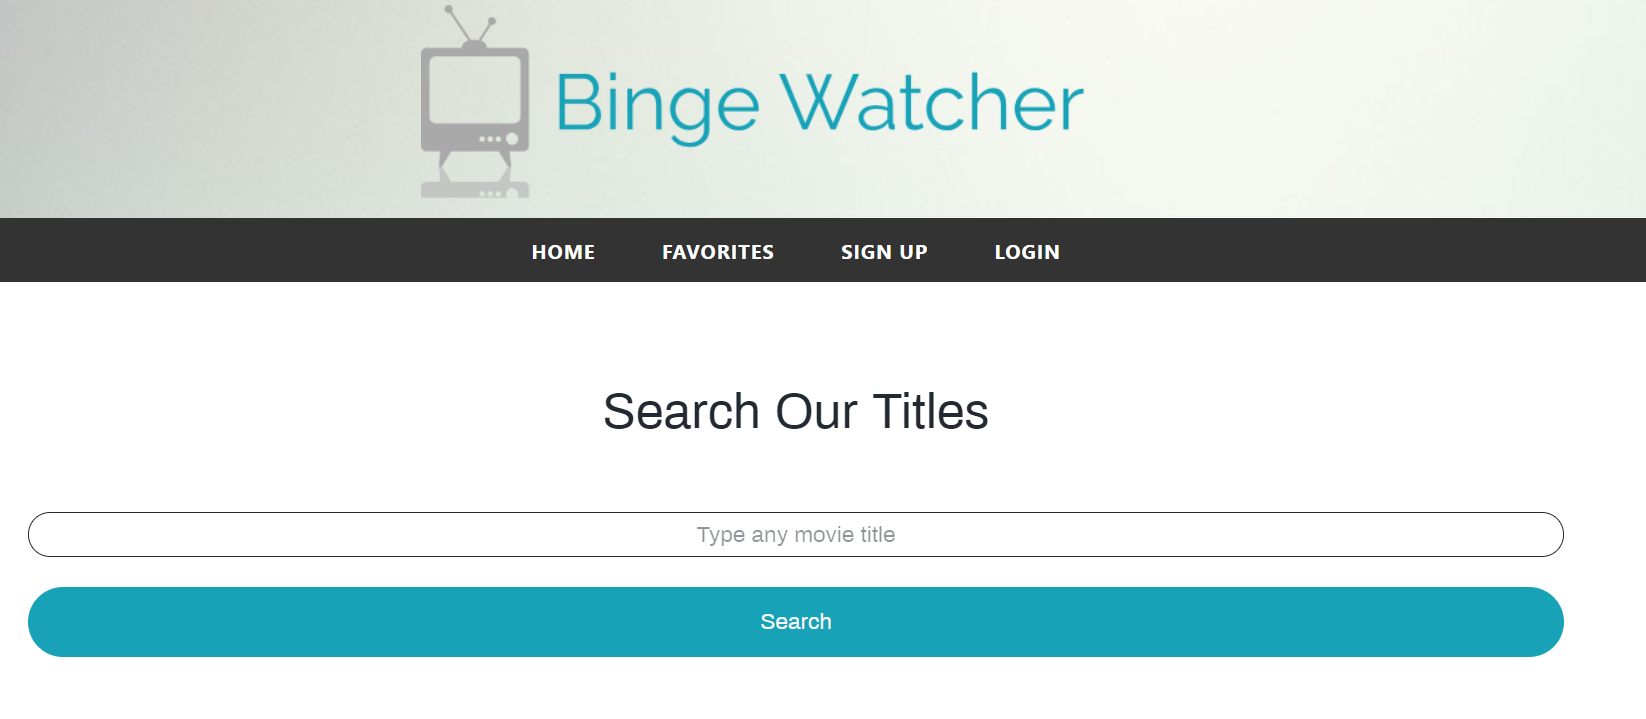 Binge Watcher
HOME FAVORITES SIGN UP LOGIN
Search Our Titles
Type any movie title
Search